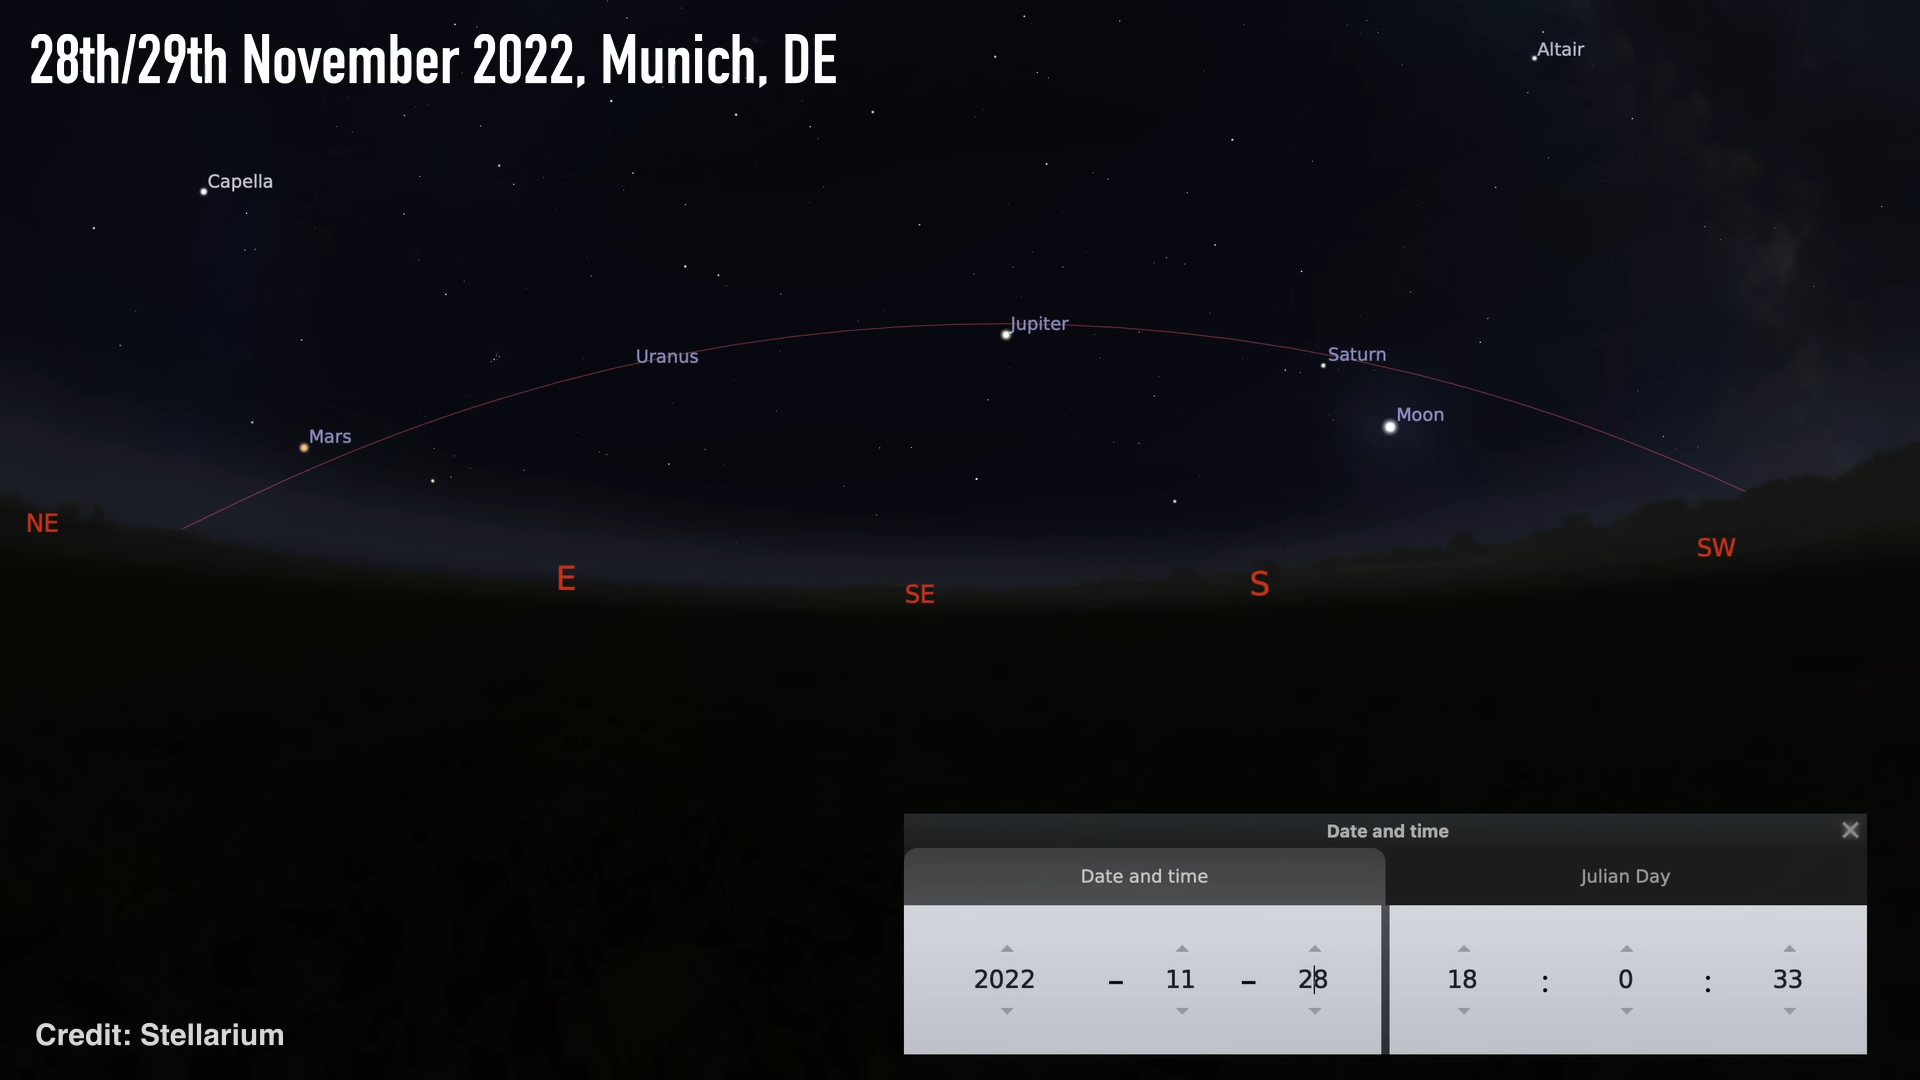 28th/29th November 2022, Munich, DE
Altair
Capella
Jupiter
Uranus
Saturn
Moon
Mars
NE
E
SE
S
SW
Date and time
Date and time
Julian Day
2022 - 11 - 28
18 : 0 : 33
Credit: Stellarium